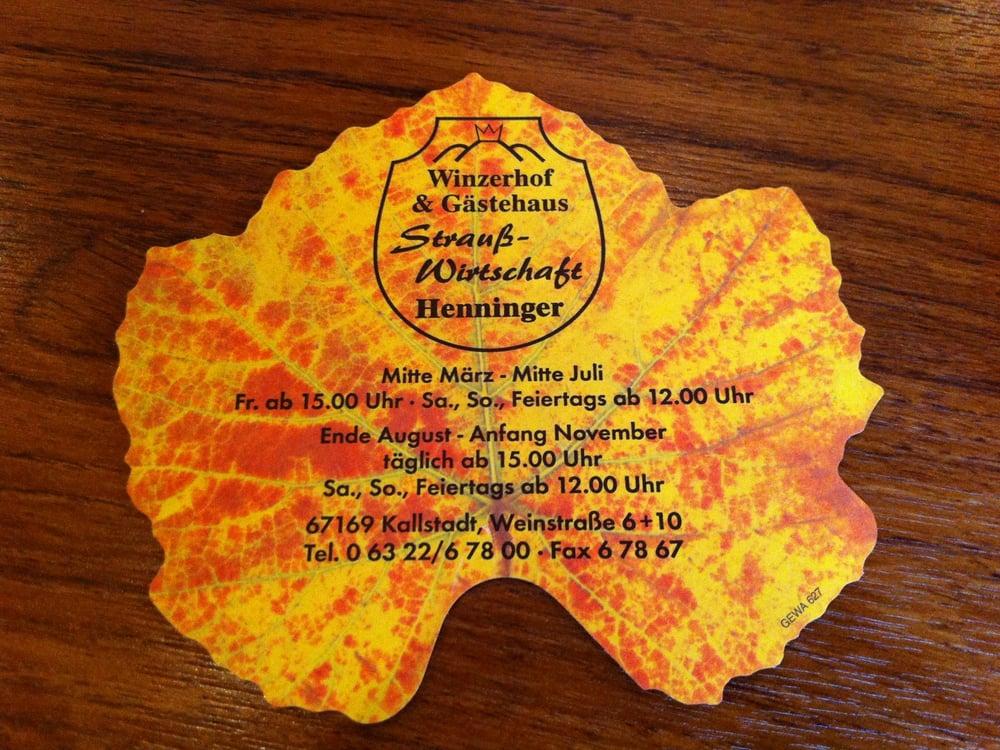 Winzerhof
& Gästehaus
Strauß-
Wirtschaft
Henninger
Mitte März - Mitte Juli
Fr. ab 15.00 Uhr · Sa., So., Feiertags ab 12.00 Uhr
Ende August - Anfang November
täglich ab 15.00 Uhr
Sa., So., Feiertags ab 12.00 Uhr
67169 Kallstadt, Weinstraße 6+10
Tel. 0 63 22/6 78 00 · Fax 6 78 67
GEWA 627